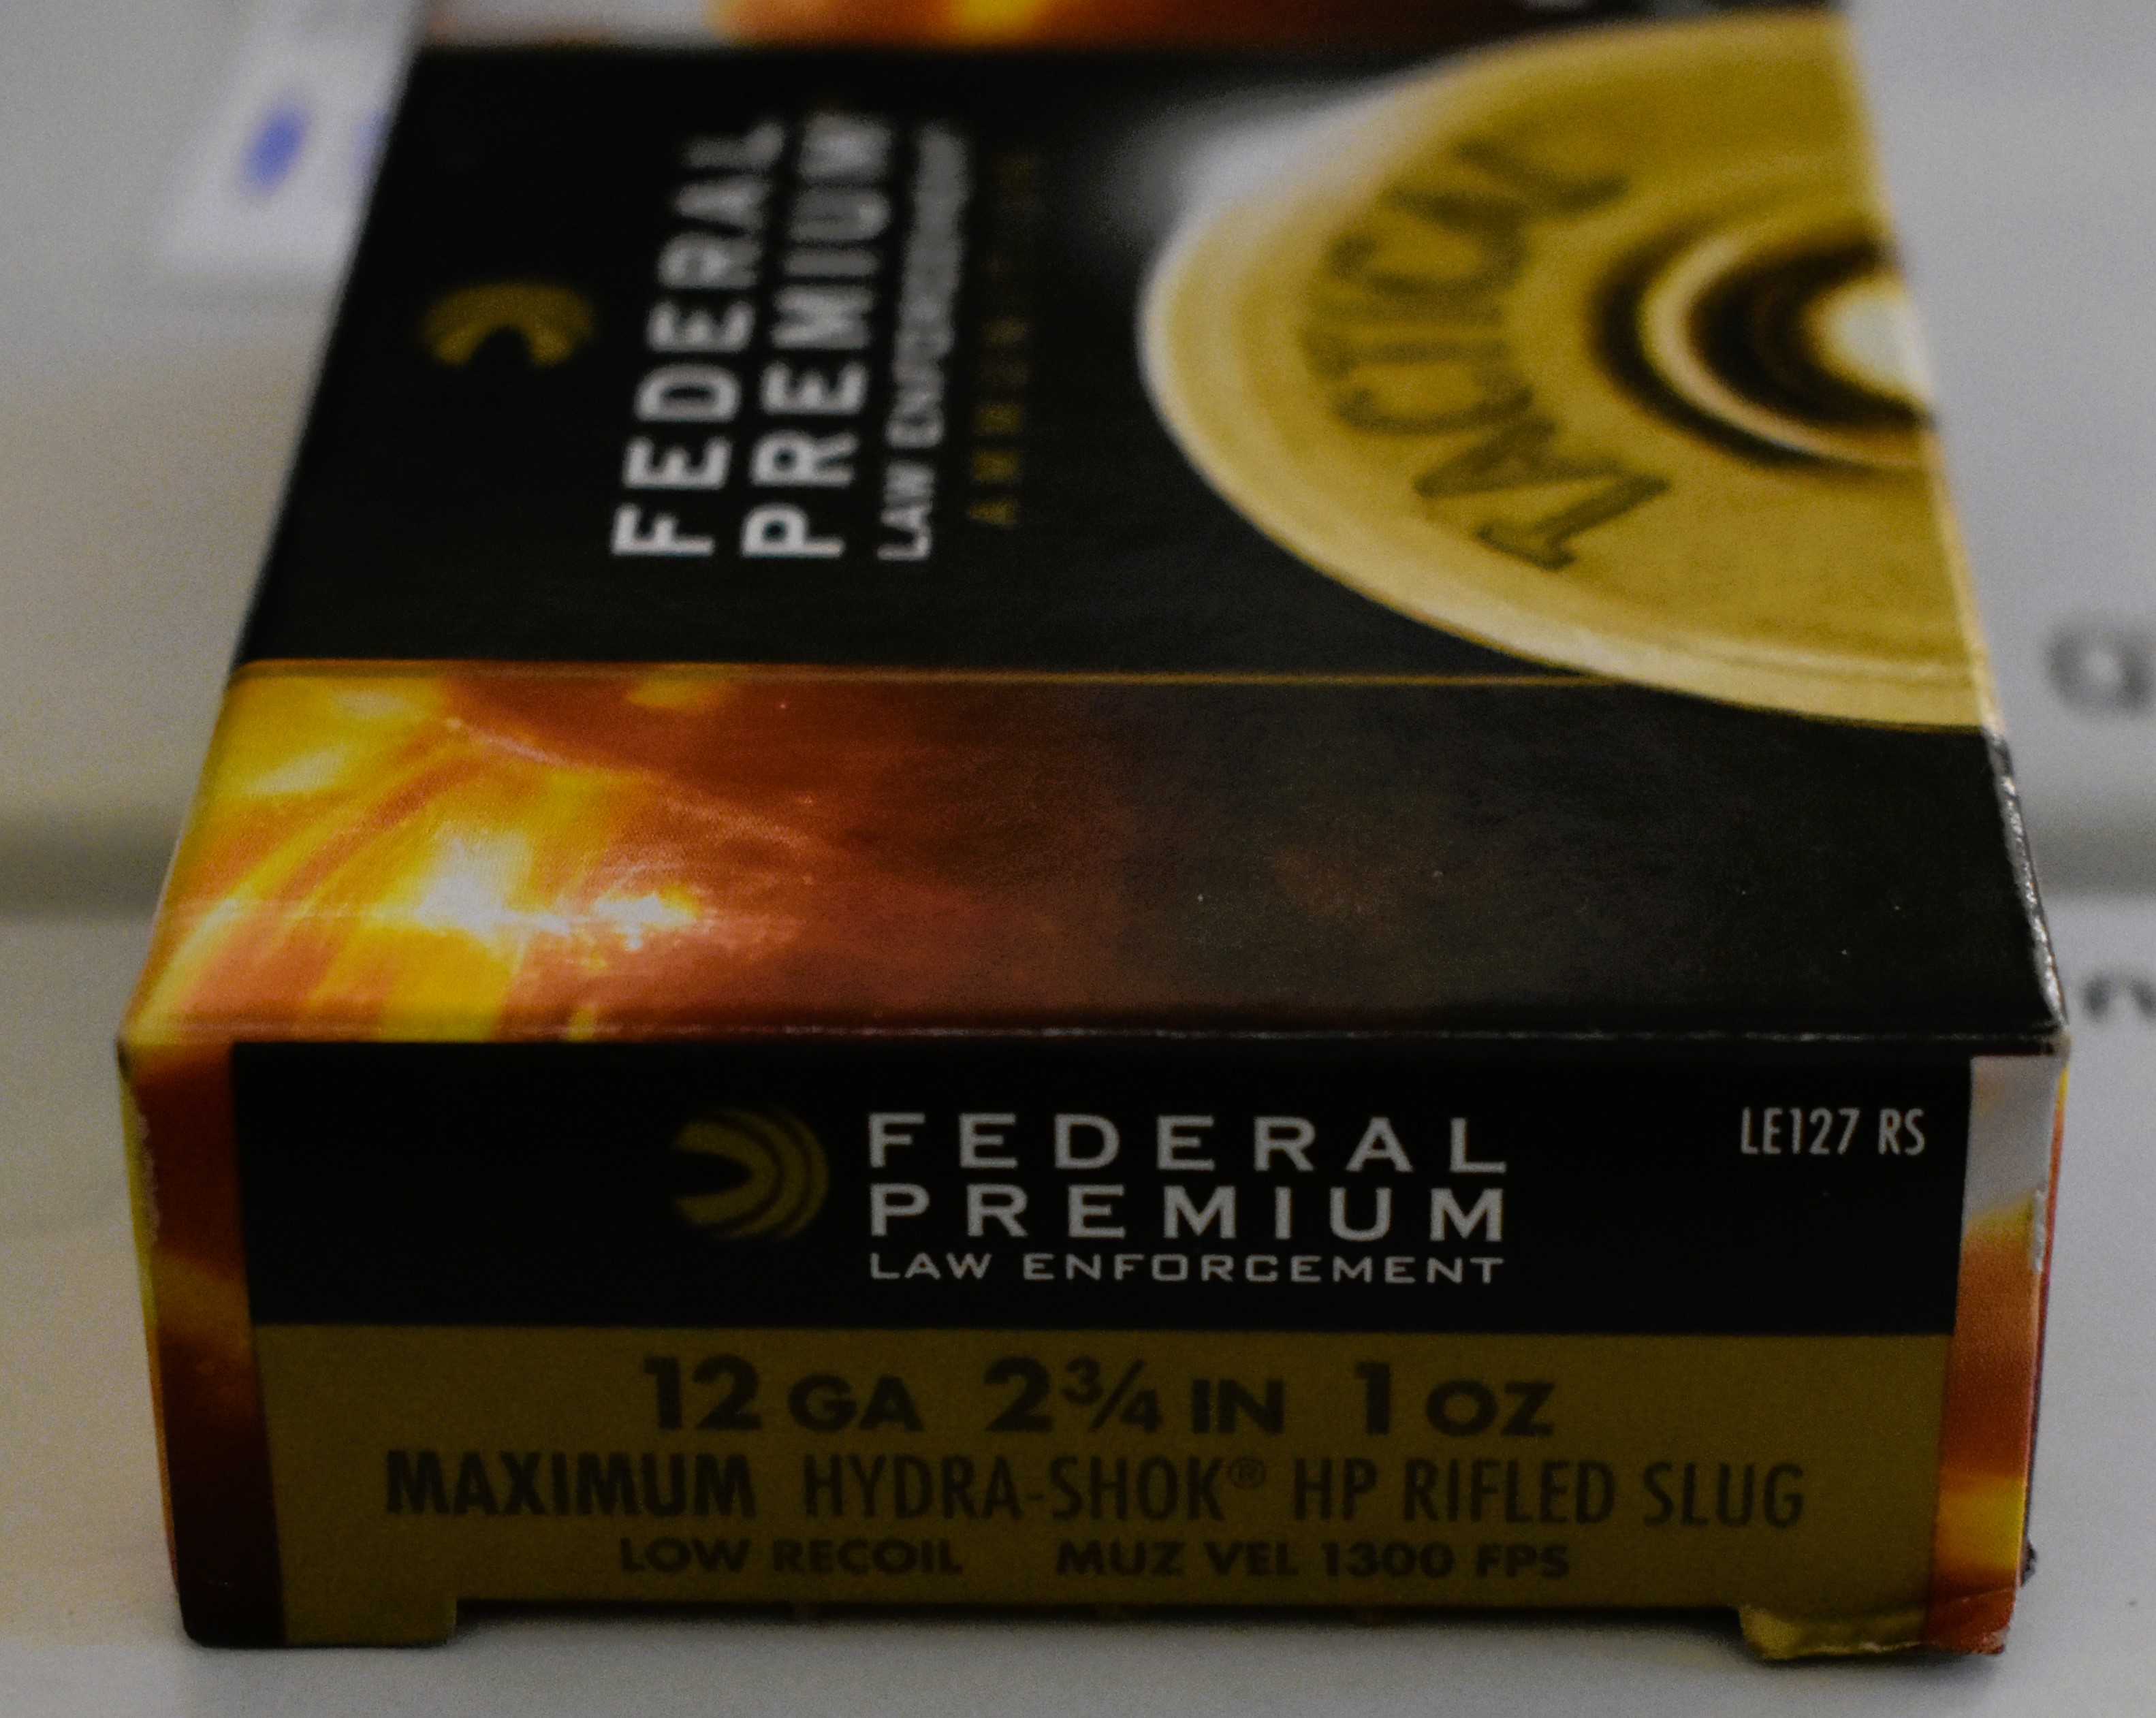 FEDERAL
PREMIUM
LAW ENFORCEMENT
AMMUNITION
TACTICAL
FEDERAL
PREMIUM
LAW ENFORCEMENT
LE127 RS
12 GA 2¾ IN 1 OZ
MAXIMUM HYDRA-SHOK® HP RIFLED SLUG
LOW RECOIL MUZ VEL 1300 FPS